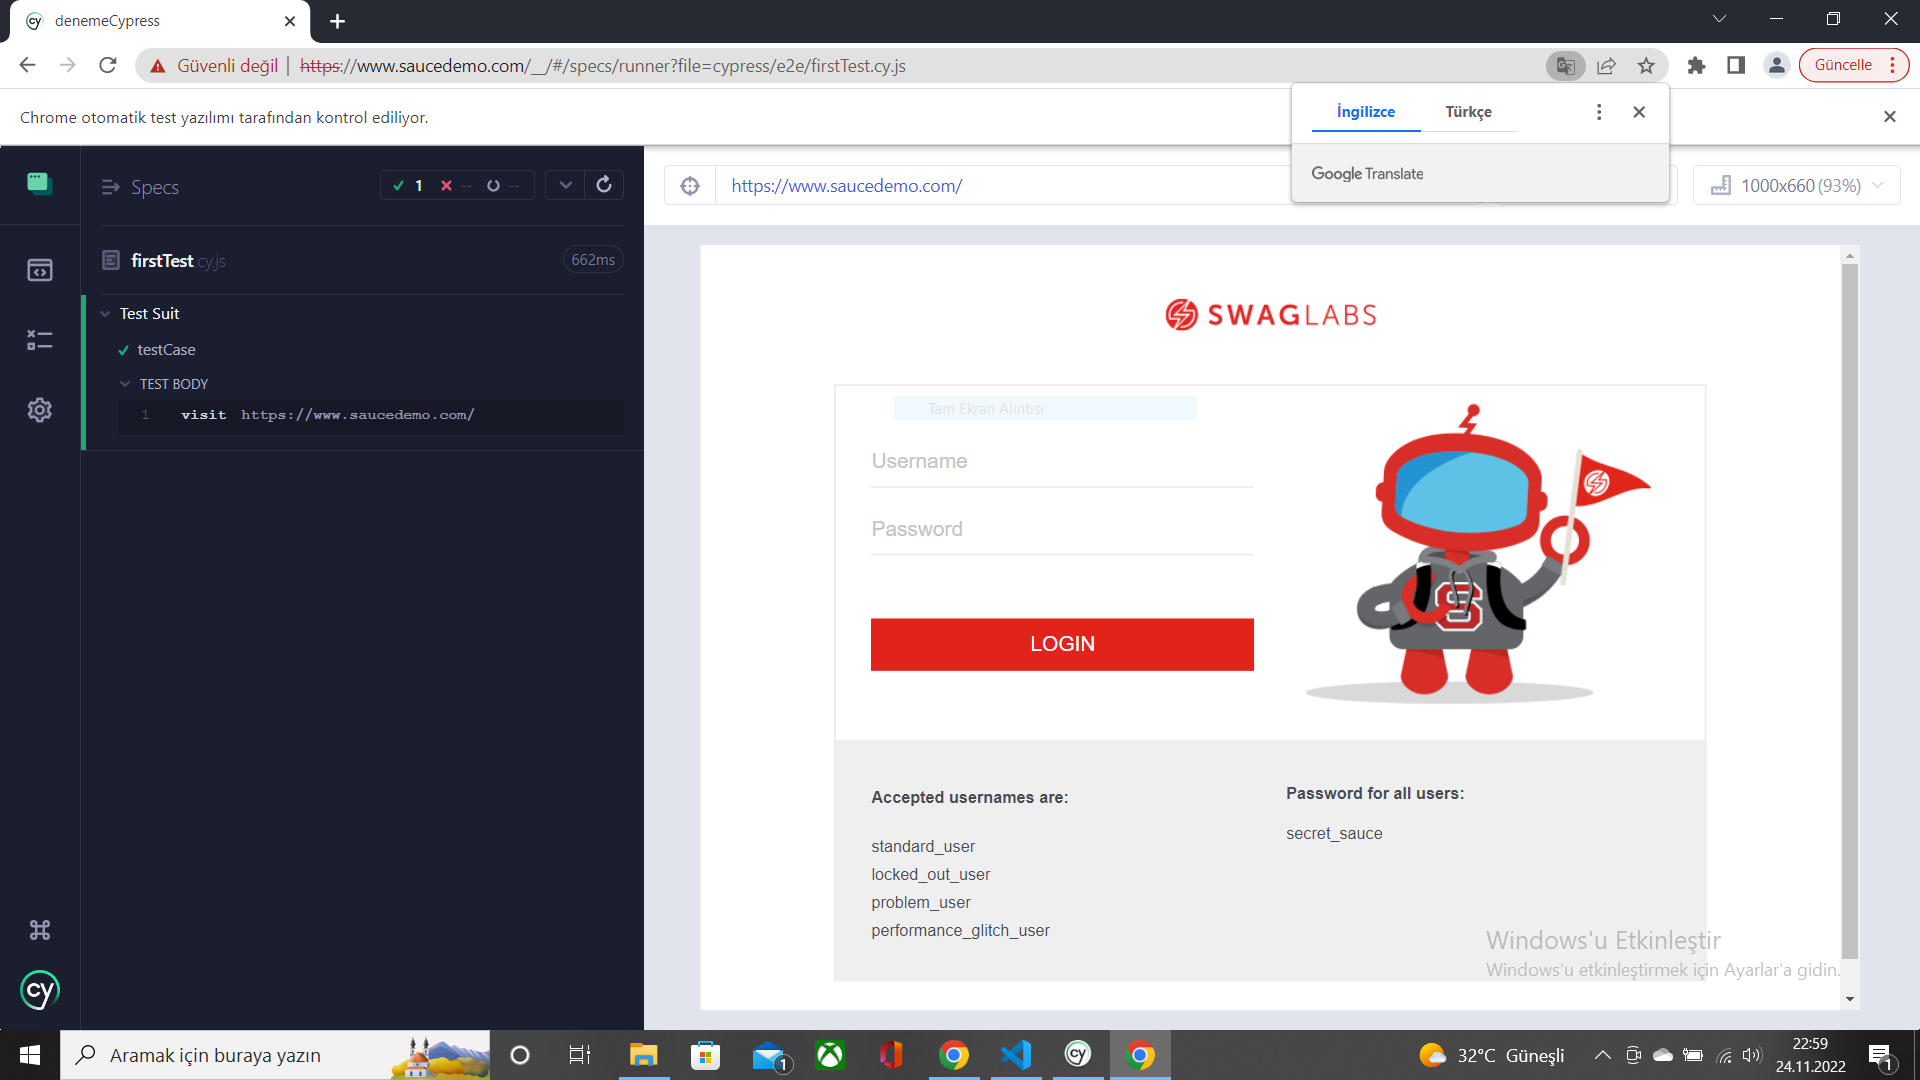 denemeCypress
Güvenli değil | https://www.saucedemo.com/__/#/specs/runner?file=cypress/e2e/firstTest.cy.js
Güncelle
Chrome otomatik test yazılımı tarafından kontrol ediliyor.
İngilizce Türkçe
Google Translate
Specs
1 -- --
https://www.saucedemo.com/
1000x660 (93%)
firstTest cy.js
662ms
Test Suit
testCase
TEST BODY
1 visit https://www.saucedemo.com/
SWAGLABS
Tam Ekran Alıntısı
Username
Password
LOGIN
S
Accepted usernames are:
standard_user
locked_out_user
problem_user
performance_glitch_user
Password for all users:
secret_sauce
Windows'u Etkinleştir
Windows'u etkinleştirmek için Ayarlar'a gidin.
cy
Aramak için buraya yazın
1
cy
32°C Güneşli
22:59
24.11.2022
1